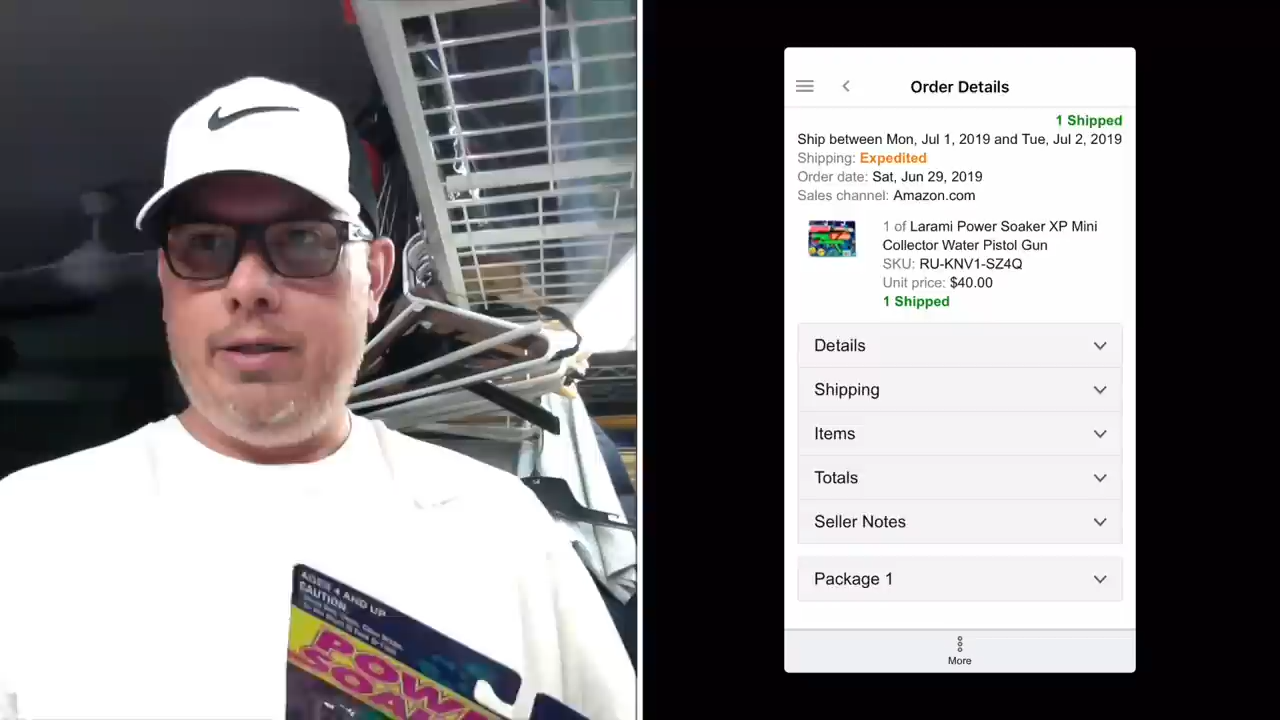 AGES 4 AND UP
CAUTION
POW
SOA
Order Details
1 Shipped
Ship between Mon, Jul 1, 2019 and Tue, Jul 2, 2019
Shipping: Expedited
Order date: Sat, Jun 29, 2019
Sales channel: Amazon.com
1 of Larami Power Soaker XP Mini
Collector Water Pistol Gun
SKU: RU-KNV1-SZ4Q
Unit price: $40.00
1 Shipped
Details
Shipping
Items
Totals
Seller Notes
Package 1
More